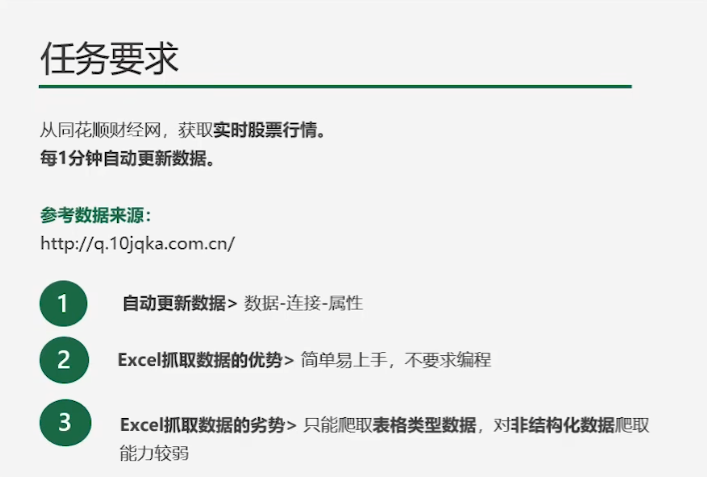 任务要求
从同花顺财经网，获取实时股票行情。
每1分钟自动更新数据。
参考数据来源：
http://q.10jqka.com.cn/
1 自动更新数据> 数据-连接-属性
2 Excel抓取数据的优势> 简单易上手，不要求编程
3 Excel抓取数据的劣势> 只能爬取表格类型数据，对非结构化数据爬取
能力较弱